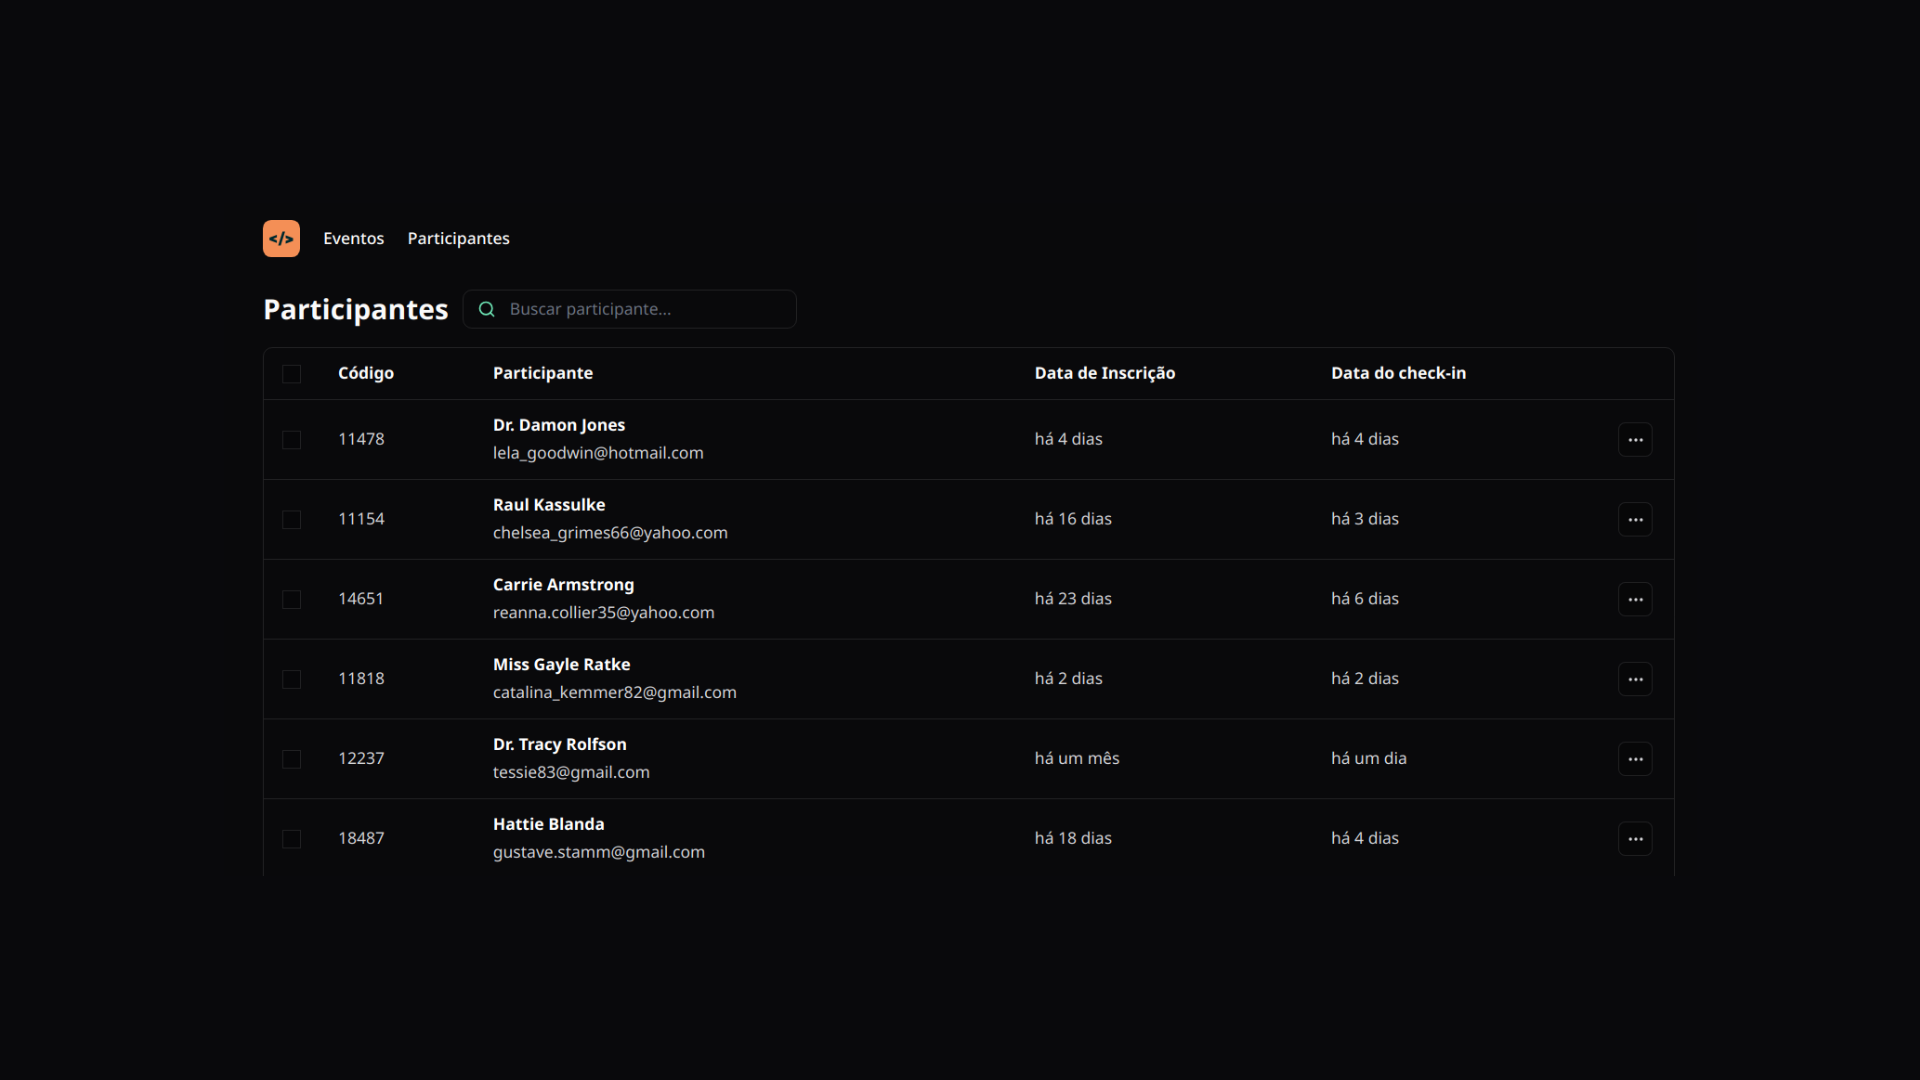 </> Eventos Participantes
Participantes Buscar participante...
Código Participante Data de Inscrição Data do check-in
Dr. Damon Jones
11478 há 4 dias há 4 dias
lela_goodwin@hotmail.com
Raul Kassulke
11154 há 16 dias há 3 dias
chelsea_grimes66@yahoo.com
Carrie Armstrong
14651 há 23 dias há 6 dias
reanna.collier35@yahoo.com
Miss Gayle Ratke
11818 há 2 dias há 2 dias
catalina_kemmer82@gmail.com
Dr. Tracy Rolfson
12237 há um mês há um dia
tessie83@gmail.com
Hattie Blanda
18487 há 18 dias há 4 dias
gustave.stamm@gmail.com